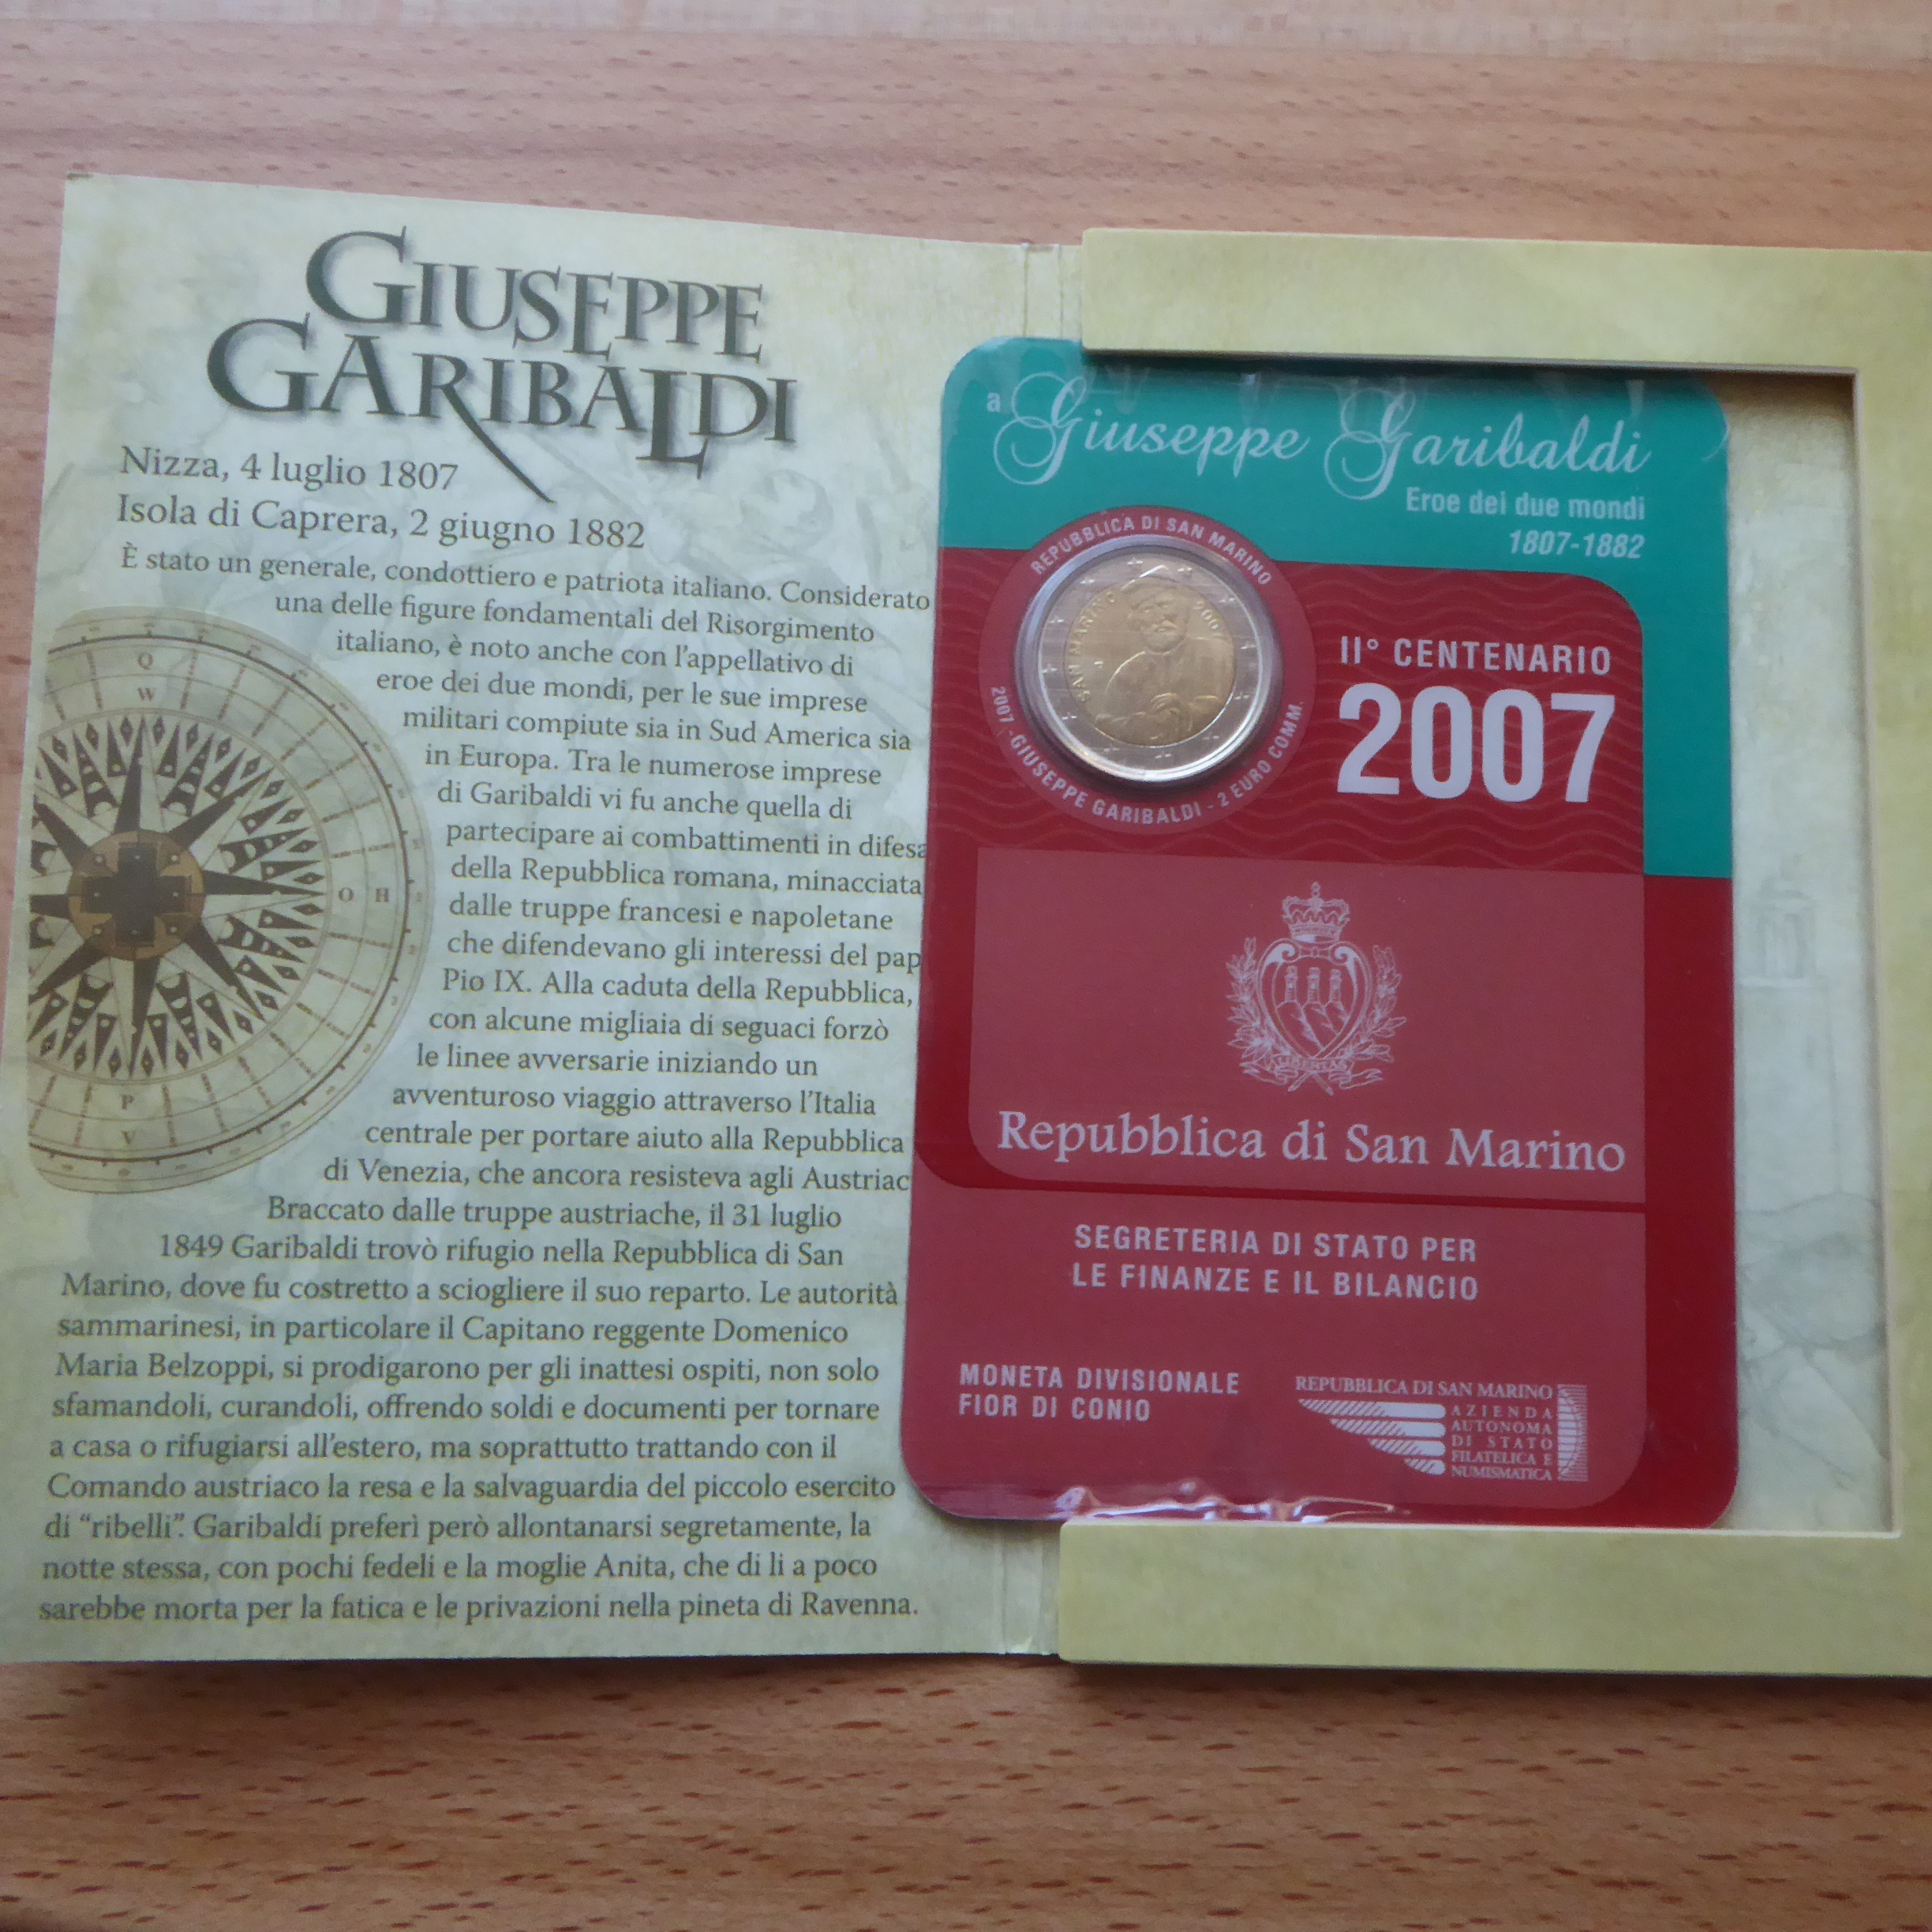 GIUSEPPE
GARIBALDI
Nizza, 4 luglio 1807
Isola di Caprera, 2 giugno 1882
È stato un generale, condottiero e patriota italiano. Considerato
una delle figure fondamentali del Risorgimento
italiano, è noto anche con l'appellativo di
eroe dei due mondi, per le sue imprese
militari compiute sia in Sud America sia
in Europa. Tra le numerose imprese
di Garibaldi vi fu anche quella di
partecipare ai combattimenti in difesa
della Repubblica romana, minacciata
dalle truppe francesi e napoletane
che difendevano gli interessi del pap
Pio IX. Alla caduta della Repubblica,
con alcune migliaia di seguaci forzò
le linee avversarie iniziando un
avventuroso viaggio attraverso l'Italia
centrale per portare aiuto alla Repubblica
di Venezia, che ancora resisteva agli Austriac
Braccato dalle truppe austriache, il 31 luglio
1849 Garibaldi trovò rifugio nella Repubblica di San
Marino, dove fu costretto a sciogliere il suo reparto. Le autorità
sammarinesi, in particolare il Capitano reggente Domenico
Maria Belzoppi, si prodigarono per gli inattesi ospiti, non solo
sfamandoli, curandoli, offrendo soldi e documenti per tornare
a casa o rifugiarsi all'estero, ma soprattutto trattando con il
Comando austriaco la resa e la salvaguardia del piccolo esercito
di "ribelli". Garibaldi preferì però allontanarsi segretamente, la
notte stessa, con pochi fedeli e la moglie Anita, che di li a poco
sarebbe morta per la fatica e le privazioni nella pineta di Ravenna.
Q
W
O H
P
V
a Giuseppe Garibaldi
Eroe dei due mondi
1807-1882
REPUBBLICA DI SAN MARINO
SAN MARINO 2007
2007 - GIUSEPPE GARIBALDI - 2 EURO COMM.
II° CENTENARIO
2007
LIBERTAS
Repubblica di San Marino
SEGRETERIA DI STATO PER
LE FINANZE E IL BILANCIO
MONETA DIVISIONALE
FIOR DI CONIO
REPUBBLICA DI SAN MARINO
AZIENDA
AUTONOMA
DI STATO
FILATELICA E
NUMISMATICA